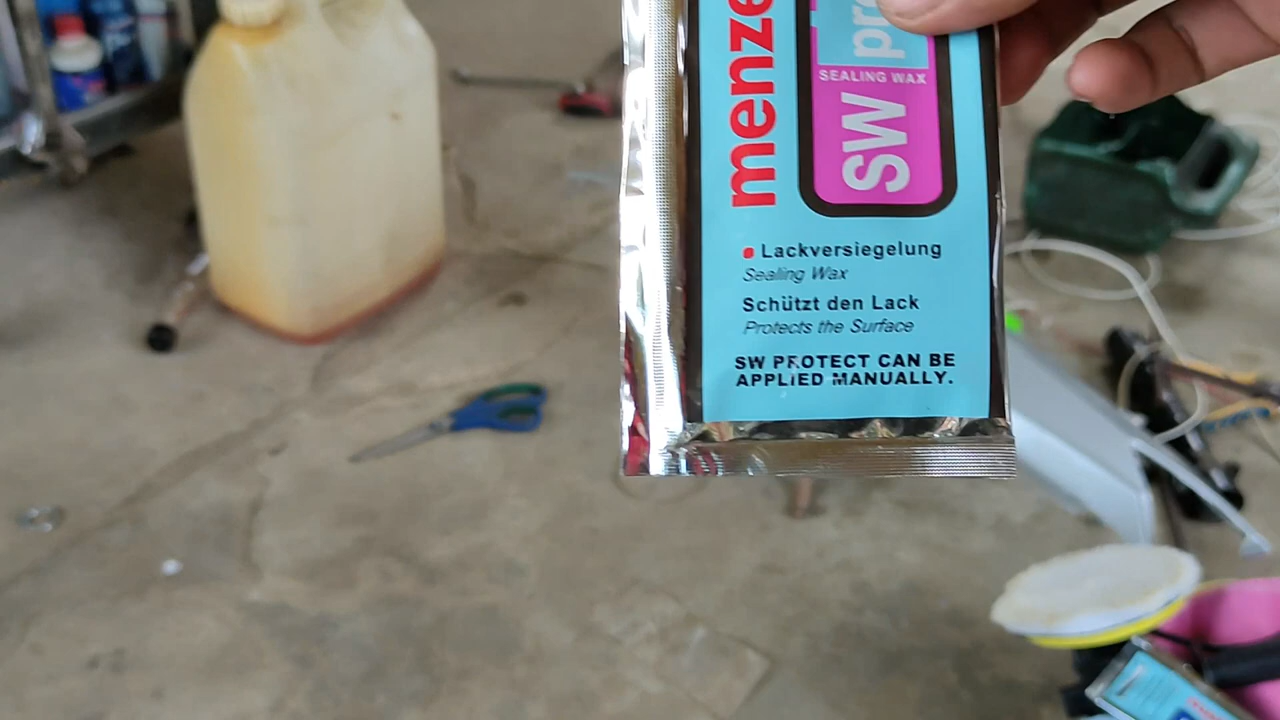 menze
pro
SEALING WAX
SW
Lackversiegelung
Sealing Wax
Schützt den Lack
Protects the Surface
SW PROTECT CAN BE
APPLIED MANUALLY.